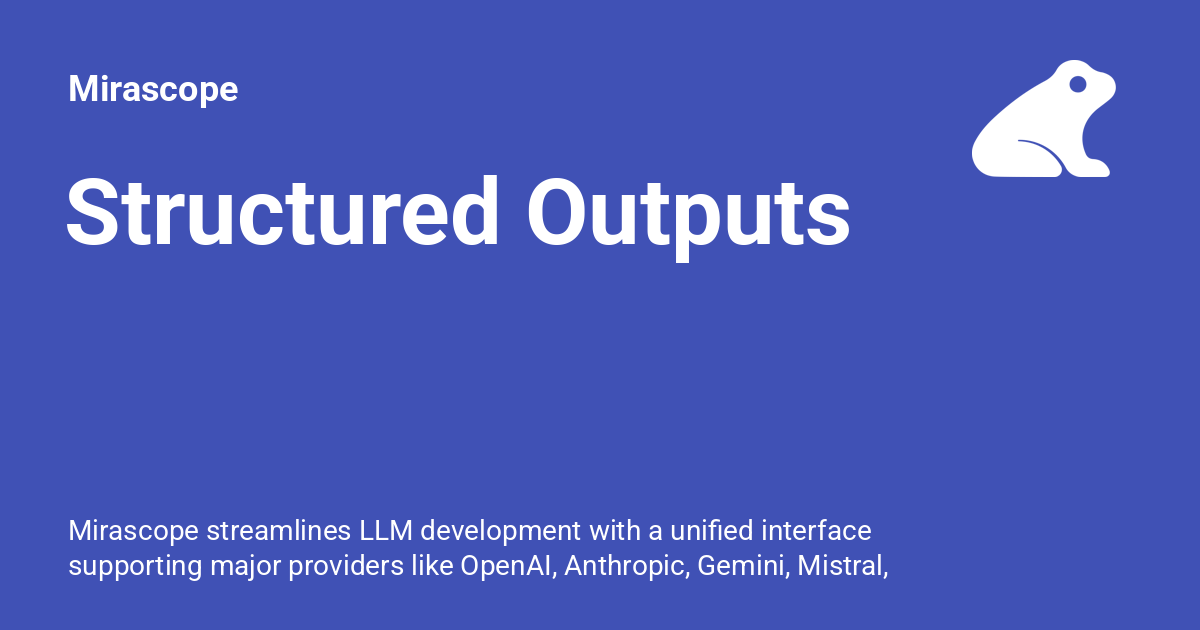 Mirascope
Structured Outputs
Mirascope streamlines LLM development with a unified interface
supporting major providers like OpenAI, Anthropic, Gemini, Mistral,